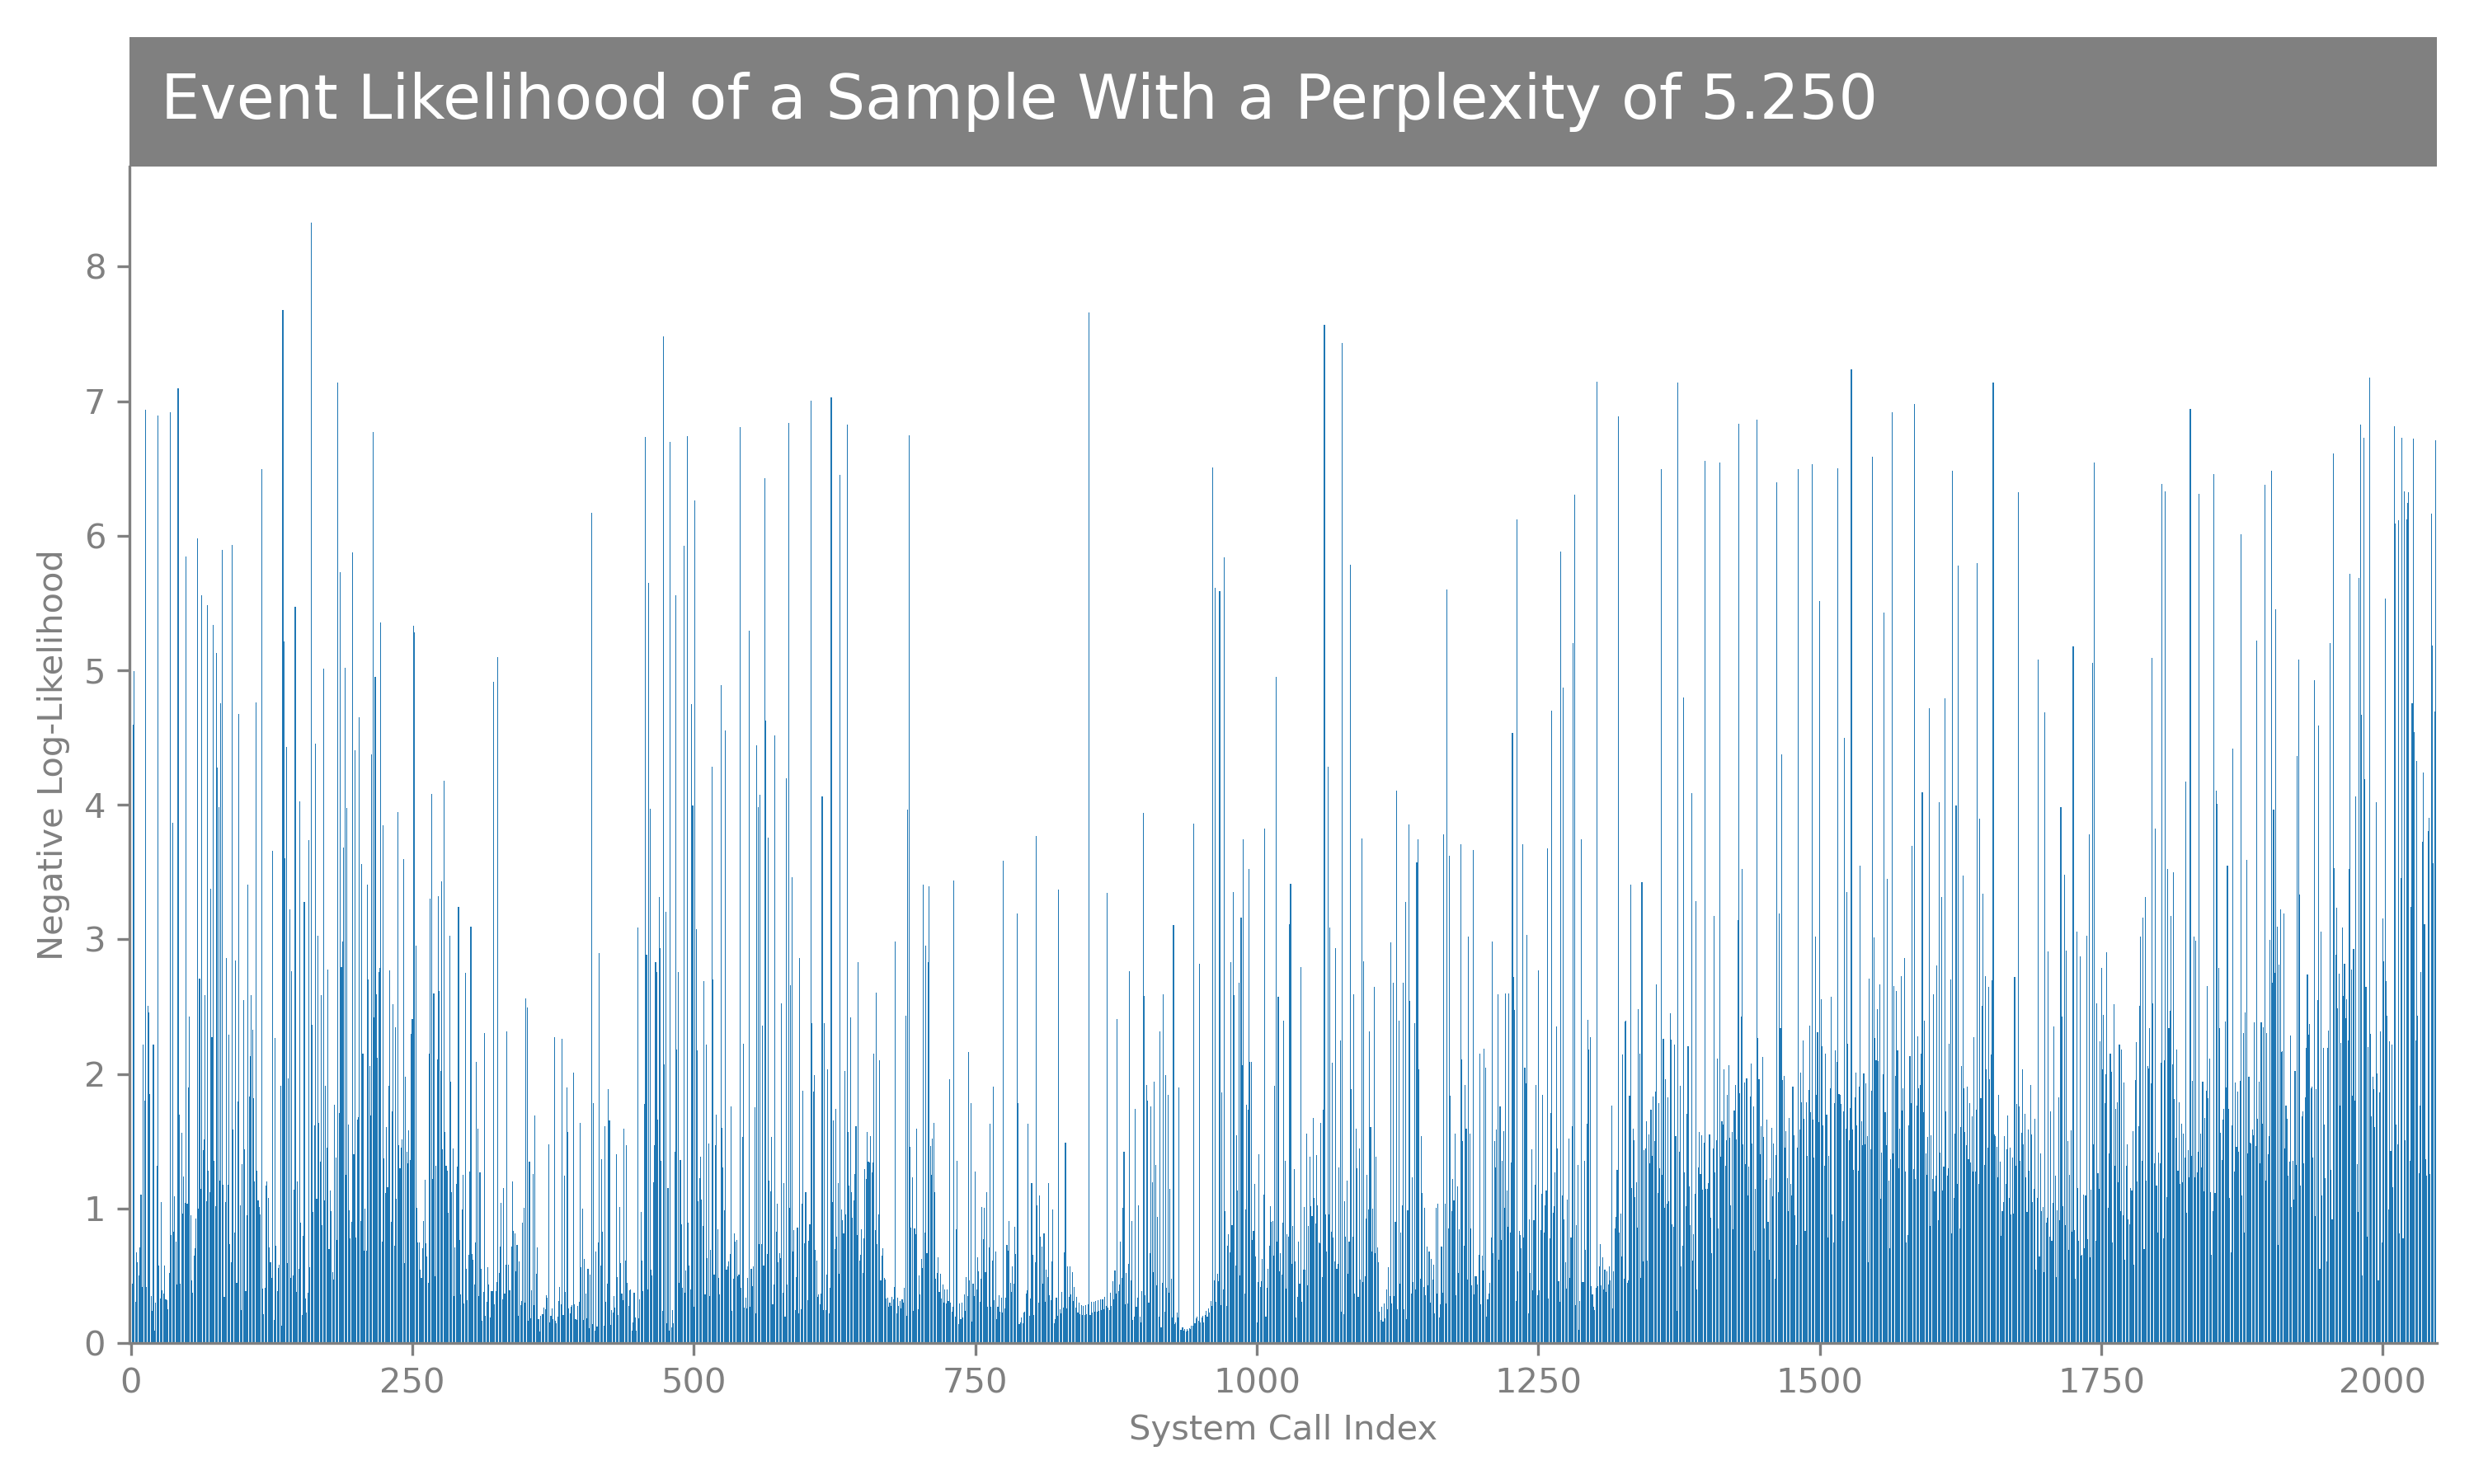 Event Likelihood of a Sample With a Perplexity of 5.250
8
7
6
5
4
3
2
1
0
Negative Log-Likelihood
0 250 500 750 1000 1250 1500 1750 2000
System Call Index